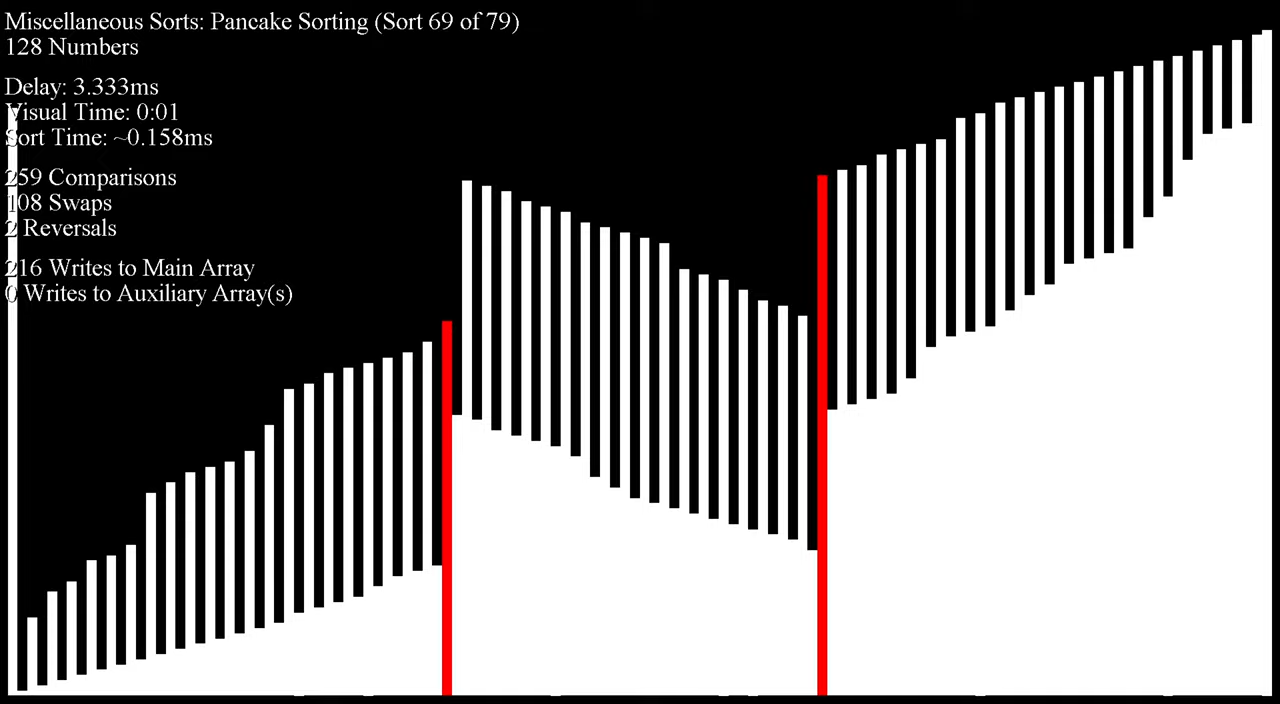 Miscellaneous Sorts: Pancake Sorting (Sort 69 of 79)
128 Numbers
Delay: 3.333ms
Visual Time: 0:01
Sort Time: ~0.158ms
259 Comparisons
108 Swaps
2 Reversals
216 Writes to Main Array
0 Writes to Auxiliary Array(s)